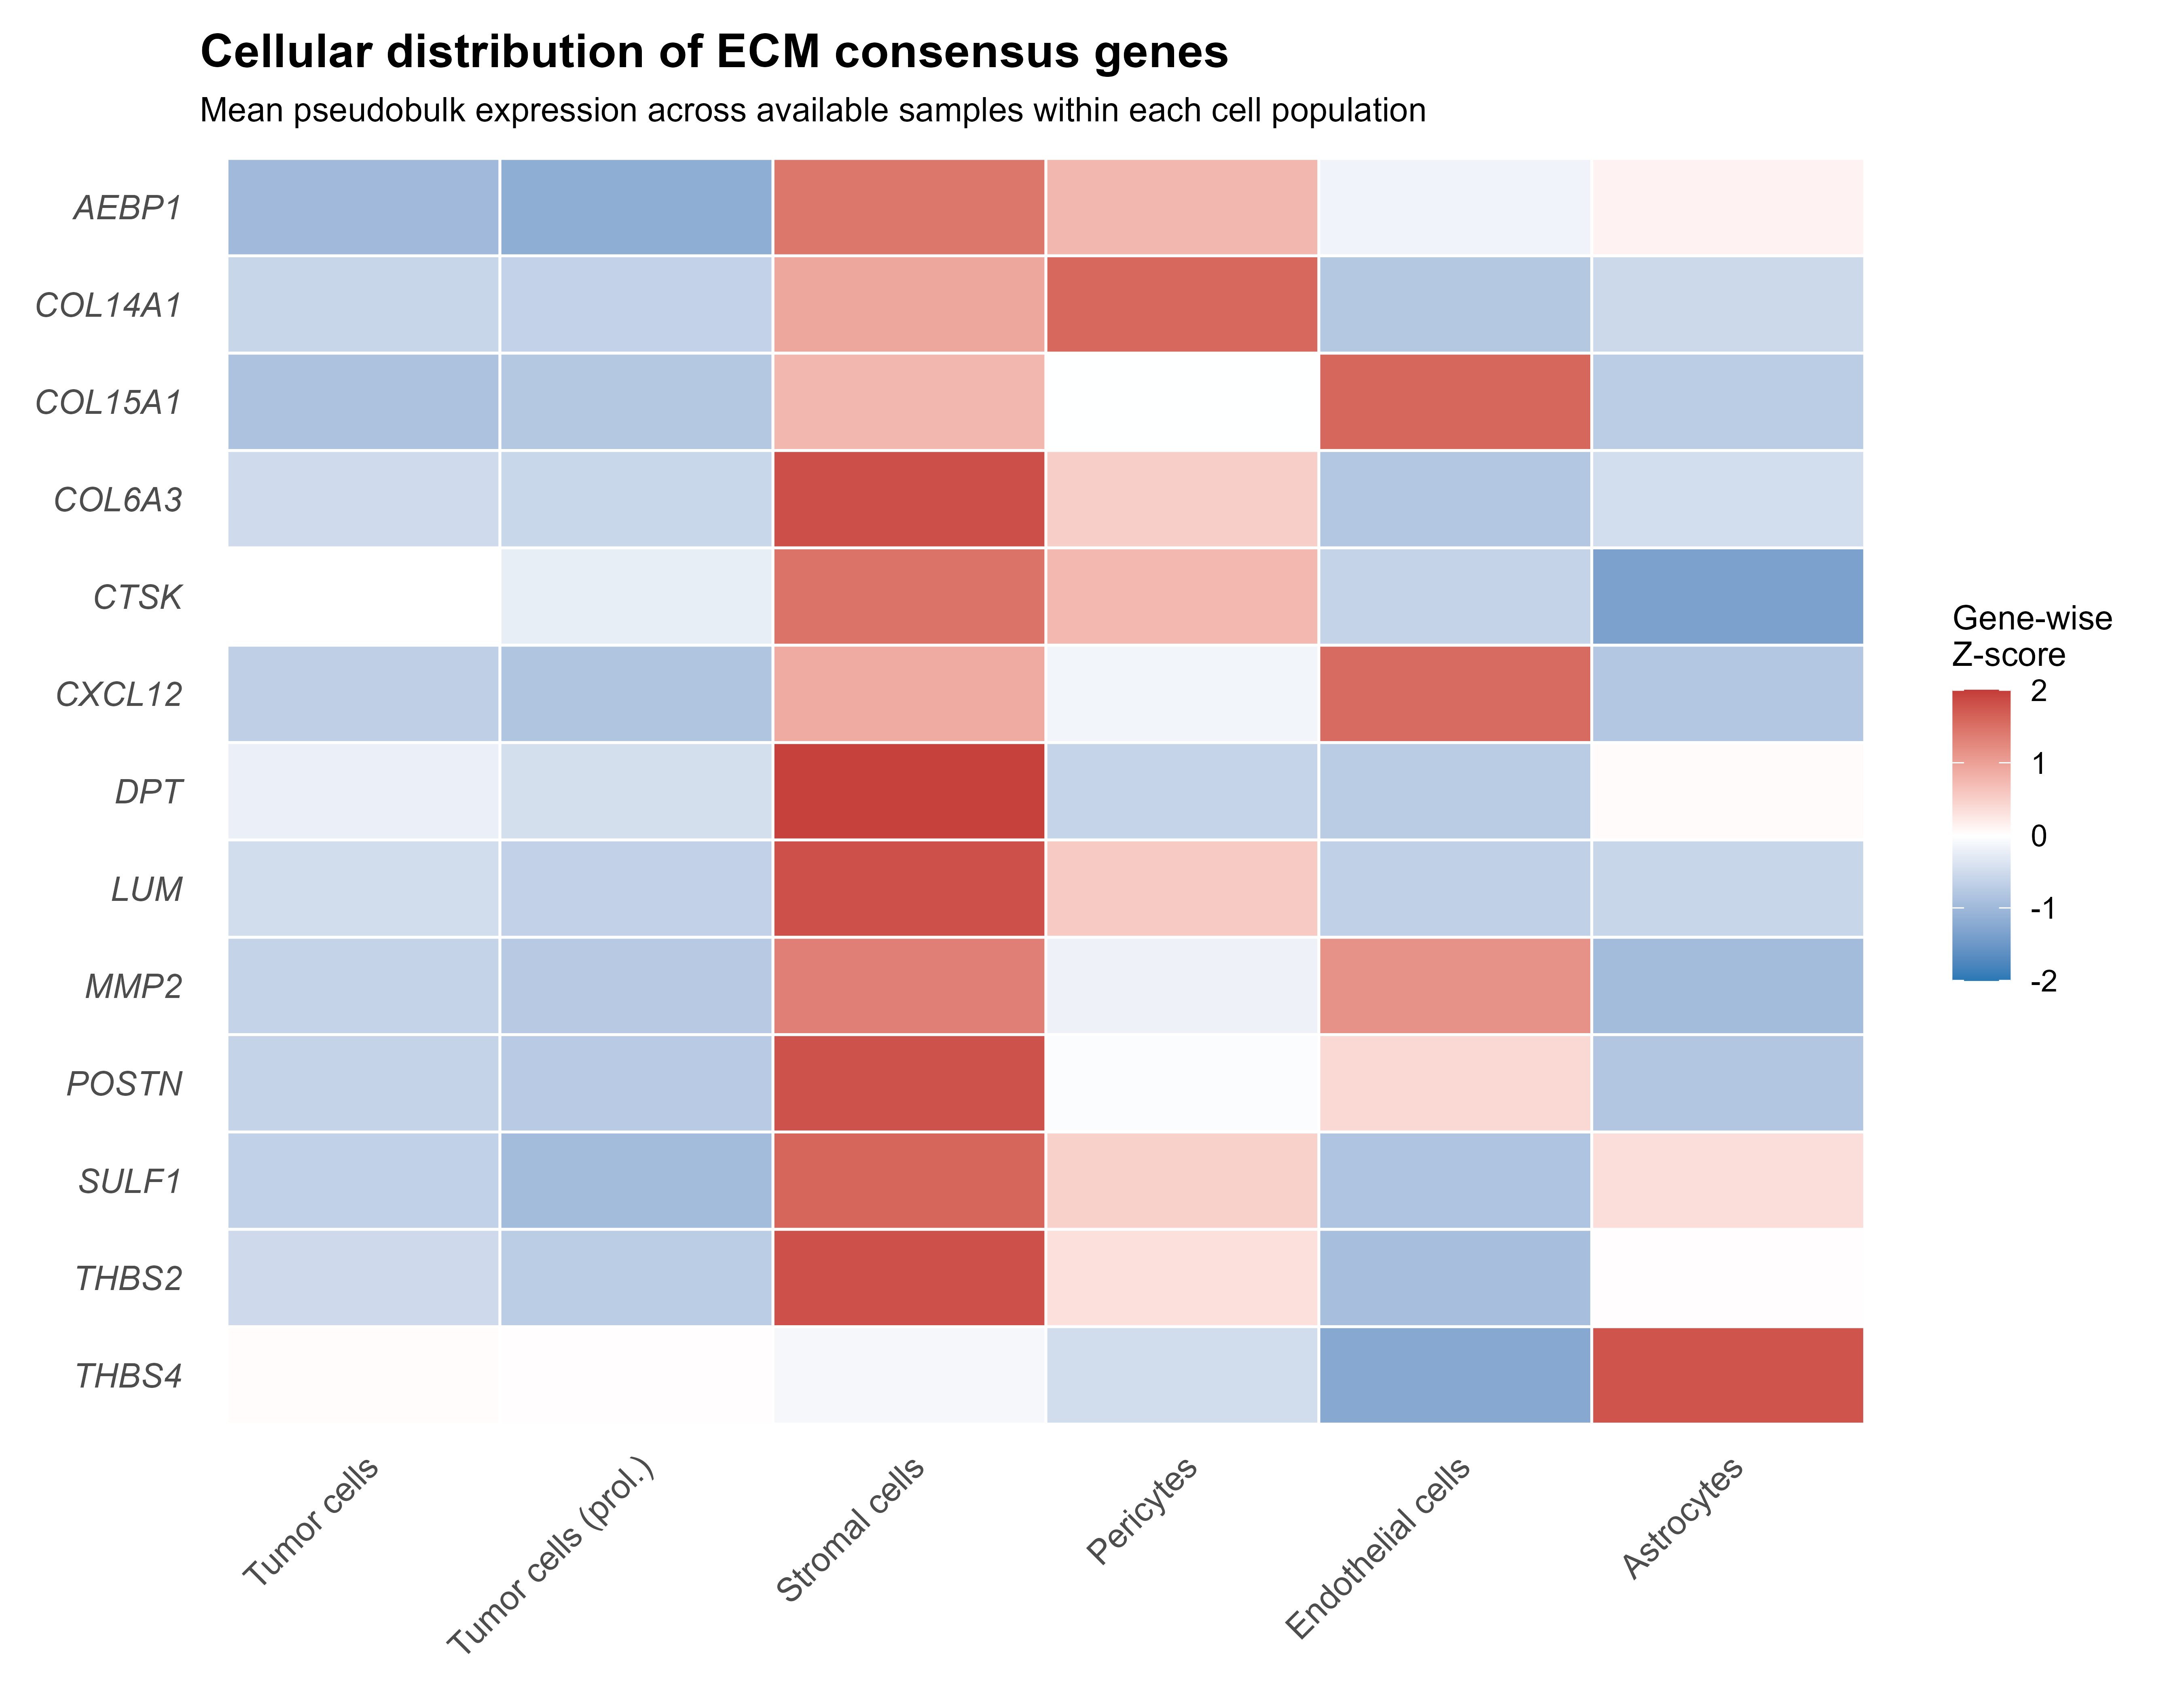 Cellular distribution of ECM consensus genes
Mean pseudobulk expression across available samples within each cell population
AEBP1
COL14A1
COL15A1
COL6A3
CTSK
CXCL12
DPT
LUM
MMP2
POSTN
SULF1
THBS2
THBS4
Tumor cells
Tumor cells (prol.)
Stromal cells
Pericytes
Endothelial cells
Astrocytes
Gene-wise
Z-score
2
1
0
-1
-2